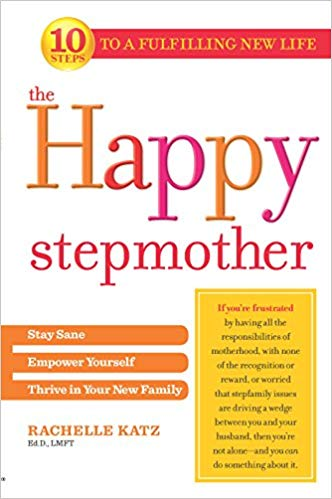 10 STEPS TO A FULFILLING NEW LIFE
the
Happy
stepmother
Stay Sane
Empower Yourself
Thrive in Your New Family
RACHELLE KATZ
Ed.D., LMFT
If you're frustrated
by having all the
responsibilities of
motherhood, with none
of the recognition or
reward, or worried that
stepfamily issues
are driving a wedge
between you and your
husband, then you're
not alone—and you can
do something about it.